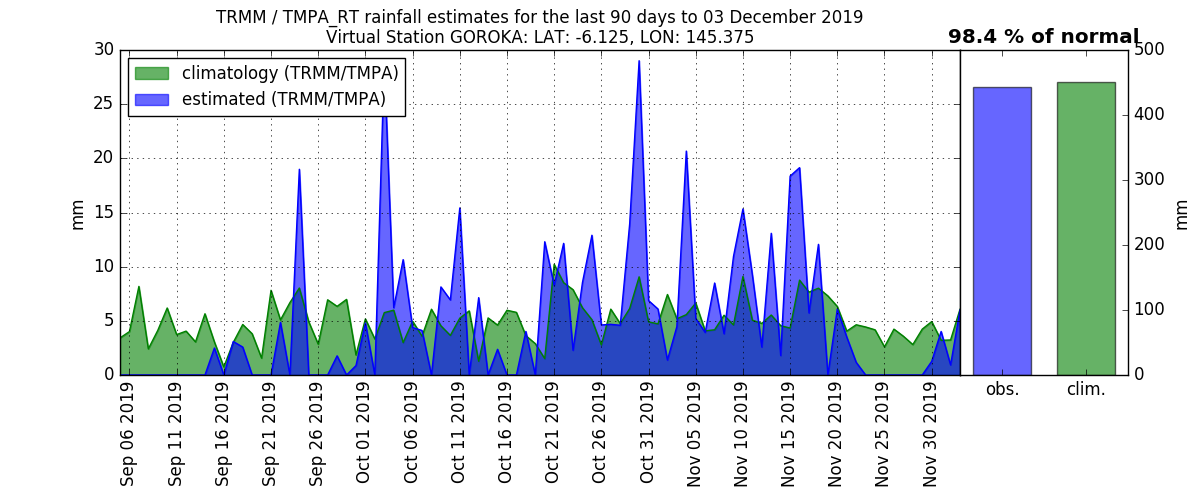 TRMM / TMPA_RT rainfall estimates for the last 90 days to 03 December 2019
Virtual Station GOROKA: LAT: -6.125, LON: 145.375
98.4 % of normal
climatology (TRMM/TMPA)
estimated (TRMM/TMPA)
30
25
20
15
10
5
0
mm
Sep 06 2019
Sep 11 2019
Sep 16 2019
Sep 21 2019
Sep 26 2019
Oct 01 2019
Oct 06 2019
Oct 11 2019
Oct 16 2019
Oct 21 2019
Oct 26 2019
Oct 31 2019
Nov 05 2019
Nov 10 2019
Nov 15 2019
Nov 20 2019
Nov 25 2019
Nov 30 2019
obs.
clim.
500
400
300
200
100
0
mm